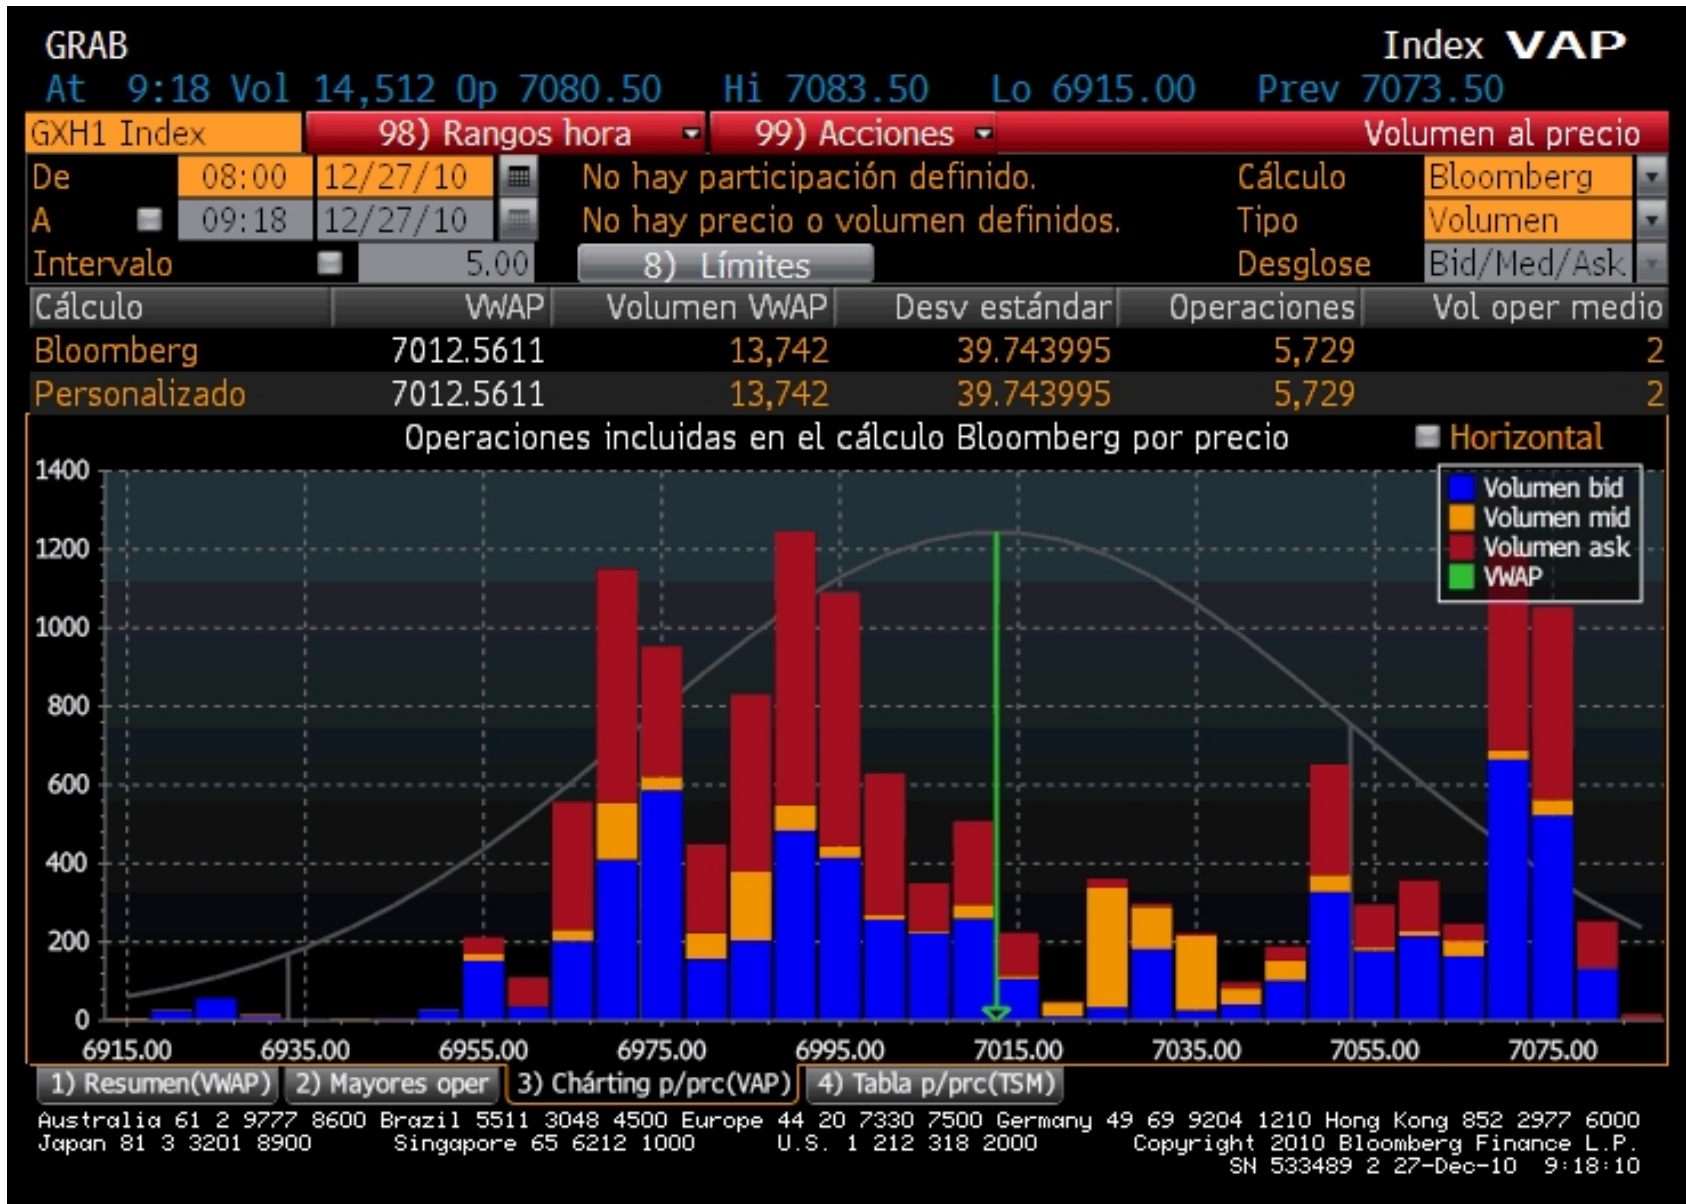 GRAB Index VAP
At 9:18 Vol 14,512 Op 7080.50 Hi 7083.50 Lo 6915.00 Prev 7073.50
GXH1 Index 98) Rangos hora 99) Acciones Volumen al precio
De 08:00 12/27/10 No hay participación definido. Cálculo Bloomberg
A 09:18 12/27/10 No hay precio o volumen definidos. Tipo Volumen
Intervalo 5.00 8) Límites Desglose Bid/Med/Ask
Cálculo VWAP Volumen VWAP Desv estándar Operaciones Vol oper medio
Bloomberg 7012.5611 13,742 39.743995 5,729 2
Personalizado 7012.5611 13,742 39.743995 5,729 2
Operaciones incluidas en el cálculo Bloomberg por precio Horizontal
1400
Volumen bid
Volumen mid
1200
Volumen ask
VWAP
1000
800
600
400
200
0
6915.00 6935.00 6955.00 6975.00 6995.00 7015.00 7035.00 7055.00 7075.00
1) Resumen(VWAP) 2) Mayores oper 3) Chárting p/prc(VAP) 4) Tabla p/prc(TSM)
Australia 61 2 9777 8600 Brazil 5511 3048 4500 Europe 44 20 7330 7500 Germany 49 69 9204 1210 Hong Kong 852 2977 6000
Japan 81 3 3201 8900 Singapore 65 6212 1000 U.S. 1 212 318 2000 Copyright 2010 Bloomberg Finance L.P.
SN 533489 2 27-Dec-10 9:18:10